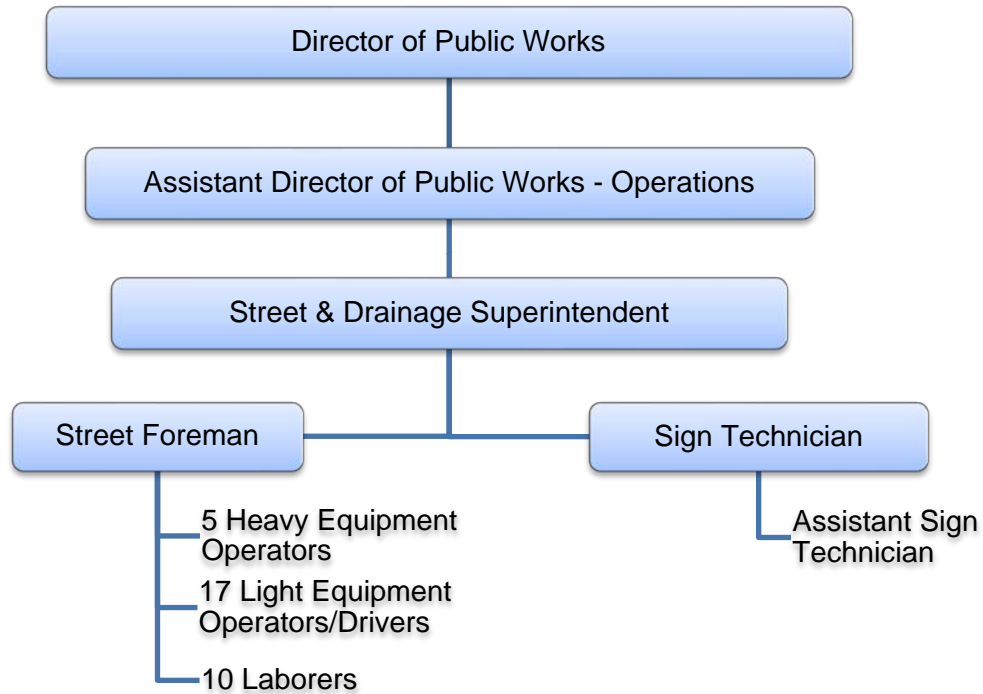 Director of Public Works
Assistant Director of Public Works - Operations
Street & Drainage Superintendent
Street Foreman
5 Heavy Equipment
Operators
17 Light Equipment
Operators/Drivers
10 Laborers
Sign Technician
Assistant Sign
Technician